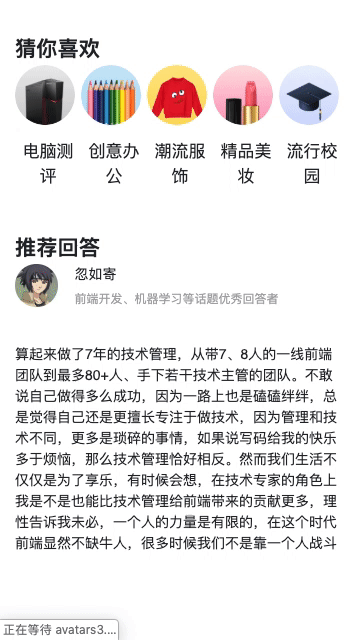 猜你喜欢
电脑测评
创意办公
潮流服饰
精品美妆
流行校园
推荐回答
忽如寄
前端开发、机器学习等话题优秀回答者
算起来做了7年的技术管理，从带7、8人的一线前端
团队到最多80+人、手下若干技术主管的团队。不敢
说自己做得多么成功，因为一路上也是磕磕绊绊，总
是觉得自己还是更擅长专注于做技术，因为管理和技
术不同，更多是琐碎的事情，如果说写码给我的快乐
多于烦恼，那么技术管理恰好相反。然而我们生活不
仅仅是为了享乐，有时候会想，在技术专家的角色上
我是不是也能比技术管理给前端带来的贡献更多，理
性告诉我未必，一个人的力量是有限的，在这个时代
前端显然不缺牛人，很多时候我们不是靠一个人战斗
正在等待 avatars3....